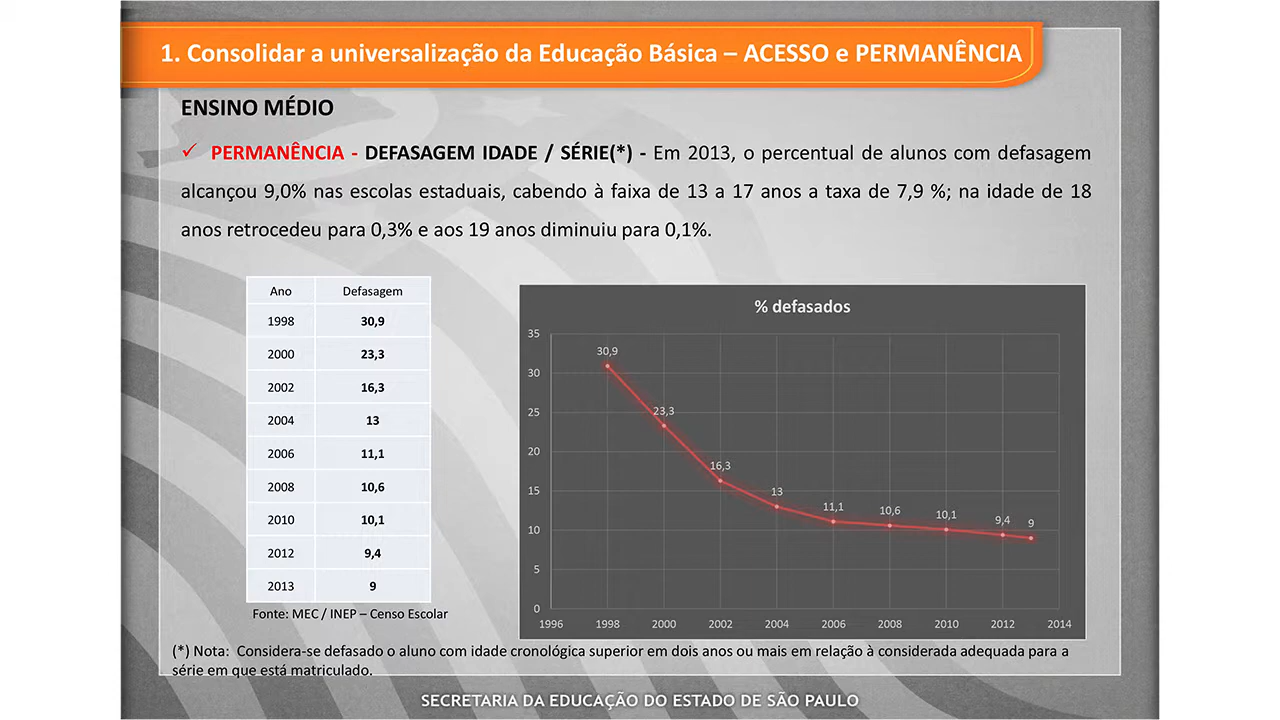 1. Consolidar a universalização da Educação Básica – ACESSO e PERMANÊNCIA
ENSINO MÉDIO
✓ PERMANÊNCIA - DEFASAGEM IDADE / SÉRIE(*) - Em 2013, o percentual de alunos com defasagem
alcançou 9,0% nas escolas estaduais, cabendo à faixa de 13 a 17 anos a taxa de 7,9 %; na idade de 18
anos retrocedeu para 0,3% e aos 19 anos diminuiu para 0,1%.
Ano Defasagem
1998 30,9
2000 23,3
2002 16,3
2004 13
2006 11,1
2008 10,6
2010 10,1
2012 9,4
2013 9
Fonte: MEC / INEP – Censo Escolar
% defasados
35
30
25
20
15
10
5
0
30,9
23,3
16,3
13
11,1
10,6
10,1
9,4
9
1996 1998 2000 2002 2004 2006 2008 2010 2012 2014
(*) Nota: Considera-se defasado o aluno com idade cronológica superior em dois anos ou mais em relação à considerada adequada para a
série em que está matriculado.
SECRETARIA DA EDUCAÇÃO DO ESTADO DE SÃO PAULO